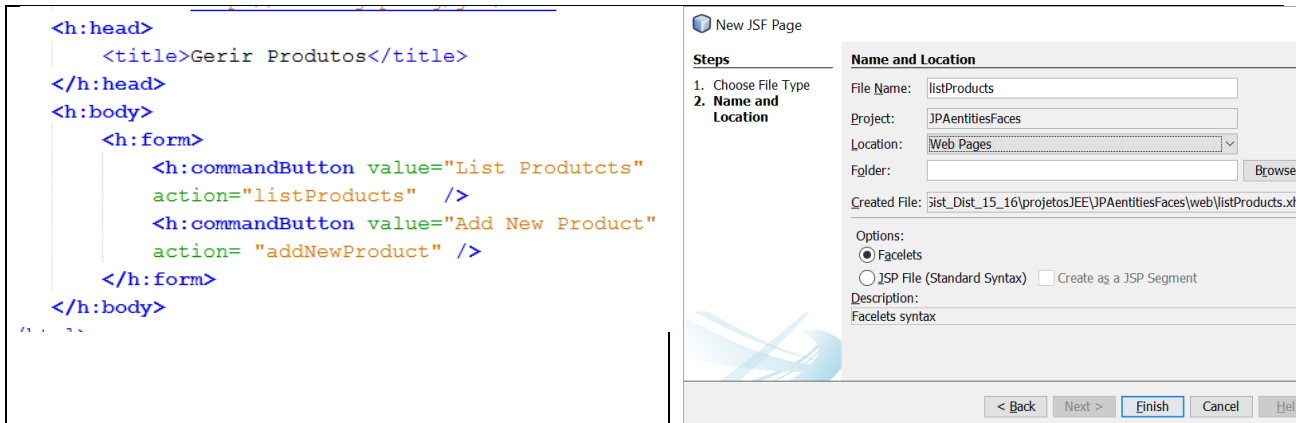 <h:head>
<title>Gerir Produtos</title>
</h:head>
<h:body>
<h:form>
<h:commandButton value="List Produtcts"
action="listProducts"  />
<h:commandButton value="Add New Product"
action= "addNewProduct" />
</h:form>
</h:body>
New JSF Page
Steps
1. Choose File Type
2. Name and
Location
Name and Location
File Name: listProducts
Project: JPAentitiesFaces
Location: Web Pages
Folder:
Browse
Created File: Sist_Dist_15_16\projetosJEE\JPAentitiesFaces\web\listProducts.xh
Options:
Facelets
JSP File (Standard Syntax) Create as a JSP Segment
Description:
Facelets syntax
< Back Next > Finish Cancel Hel